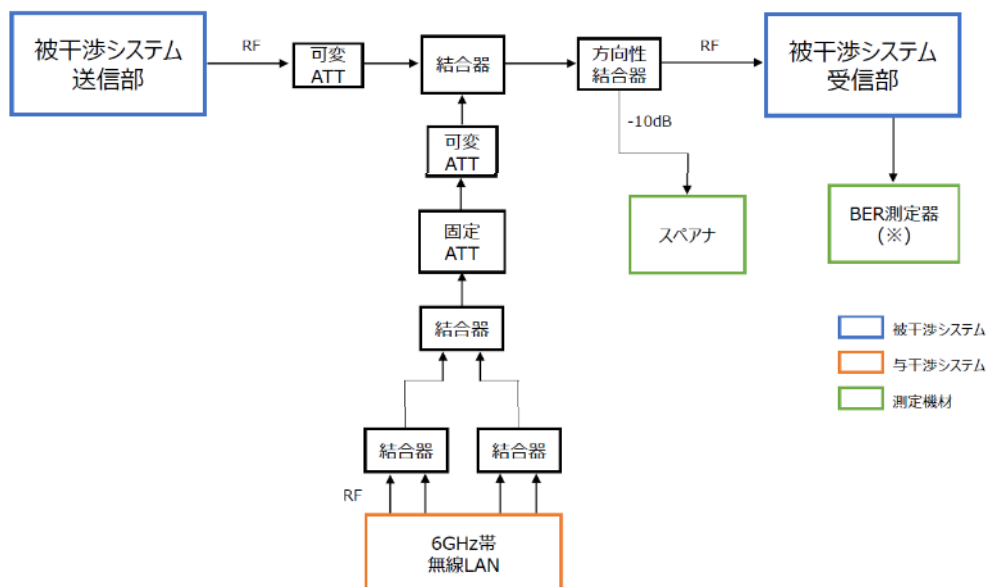 被干渉システム
送信部
RF
可変
ATT
結合器
方向性
結合器
RF
被干渉システム
受信部
-10dB
可変
ATT
固定
ATT
スペアナ
BER測定器
(※)
結合器
被干渉システム
与干渉システム
測定機材
結合器
結合器
RF
6GHz帯
無線LAN